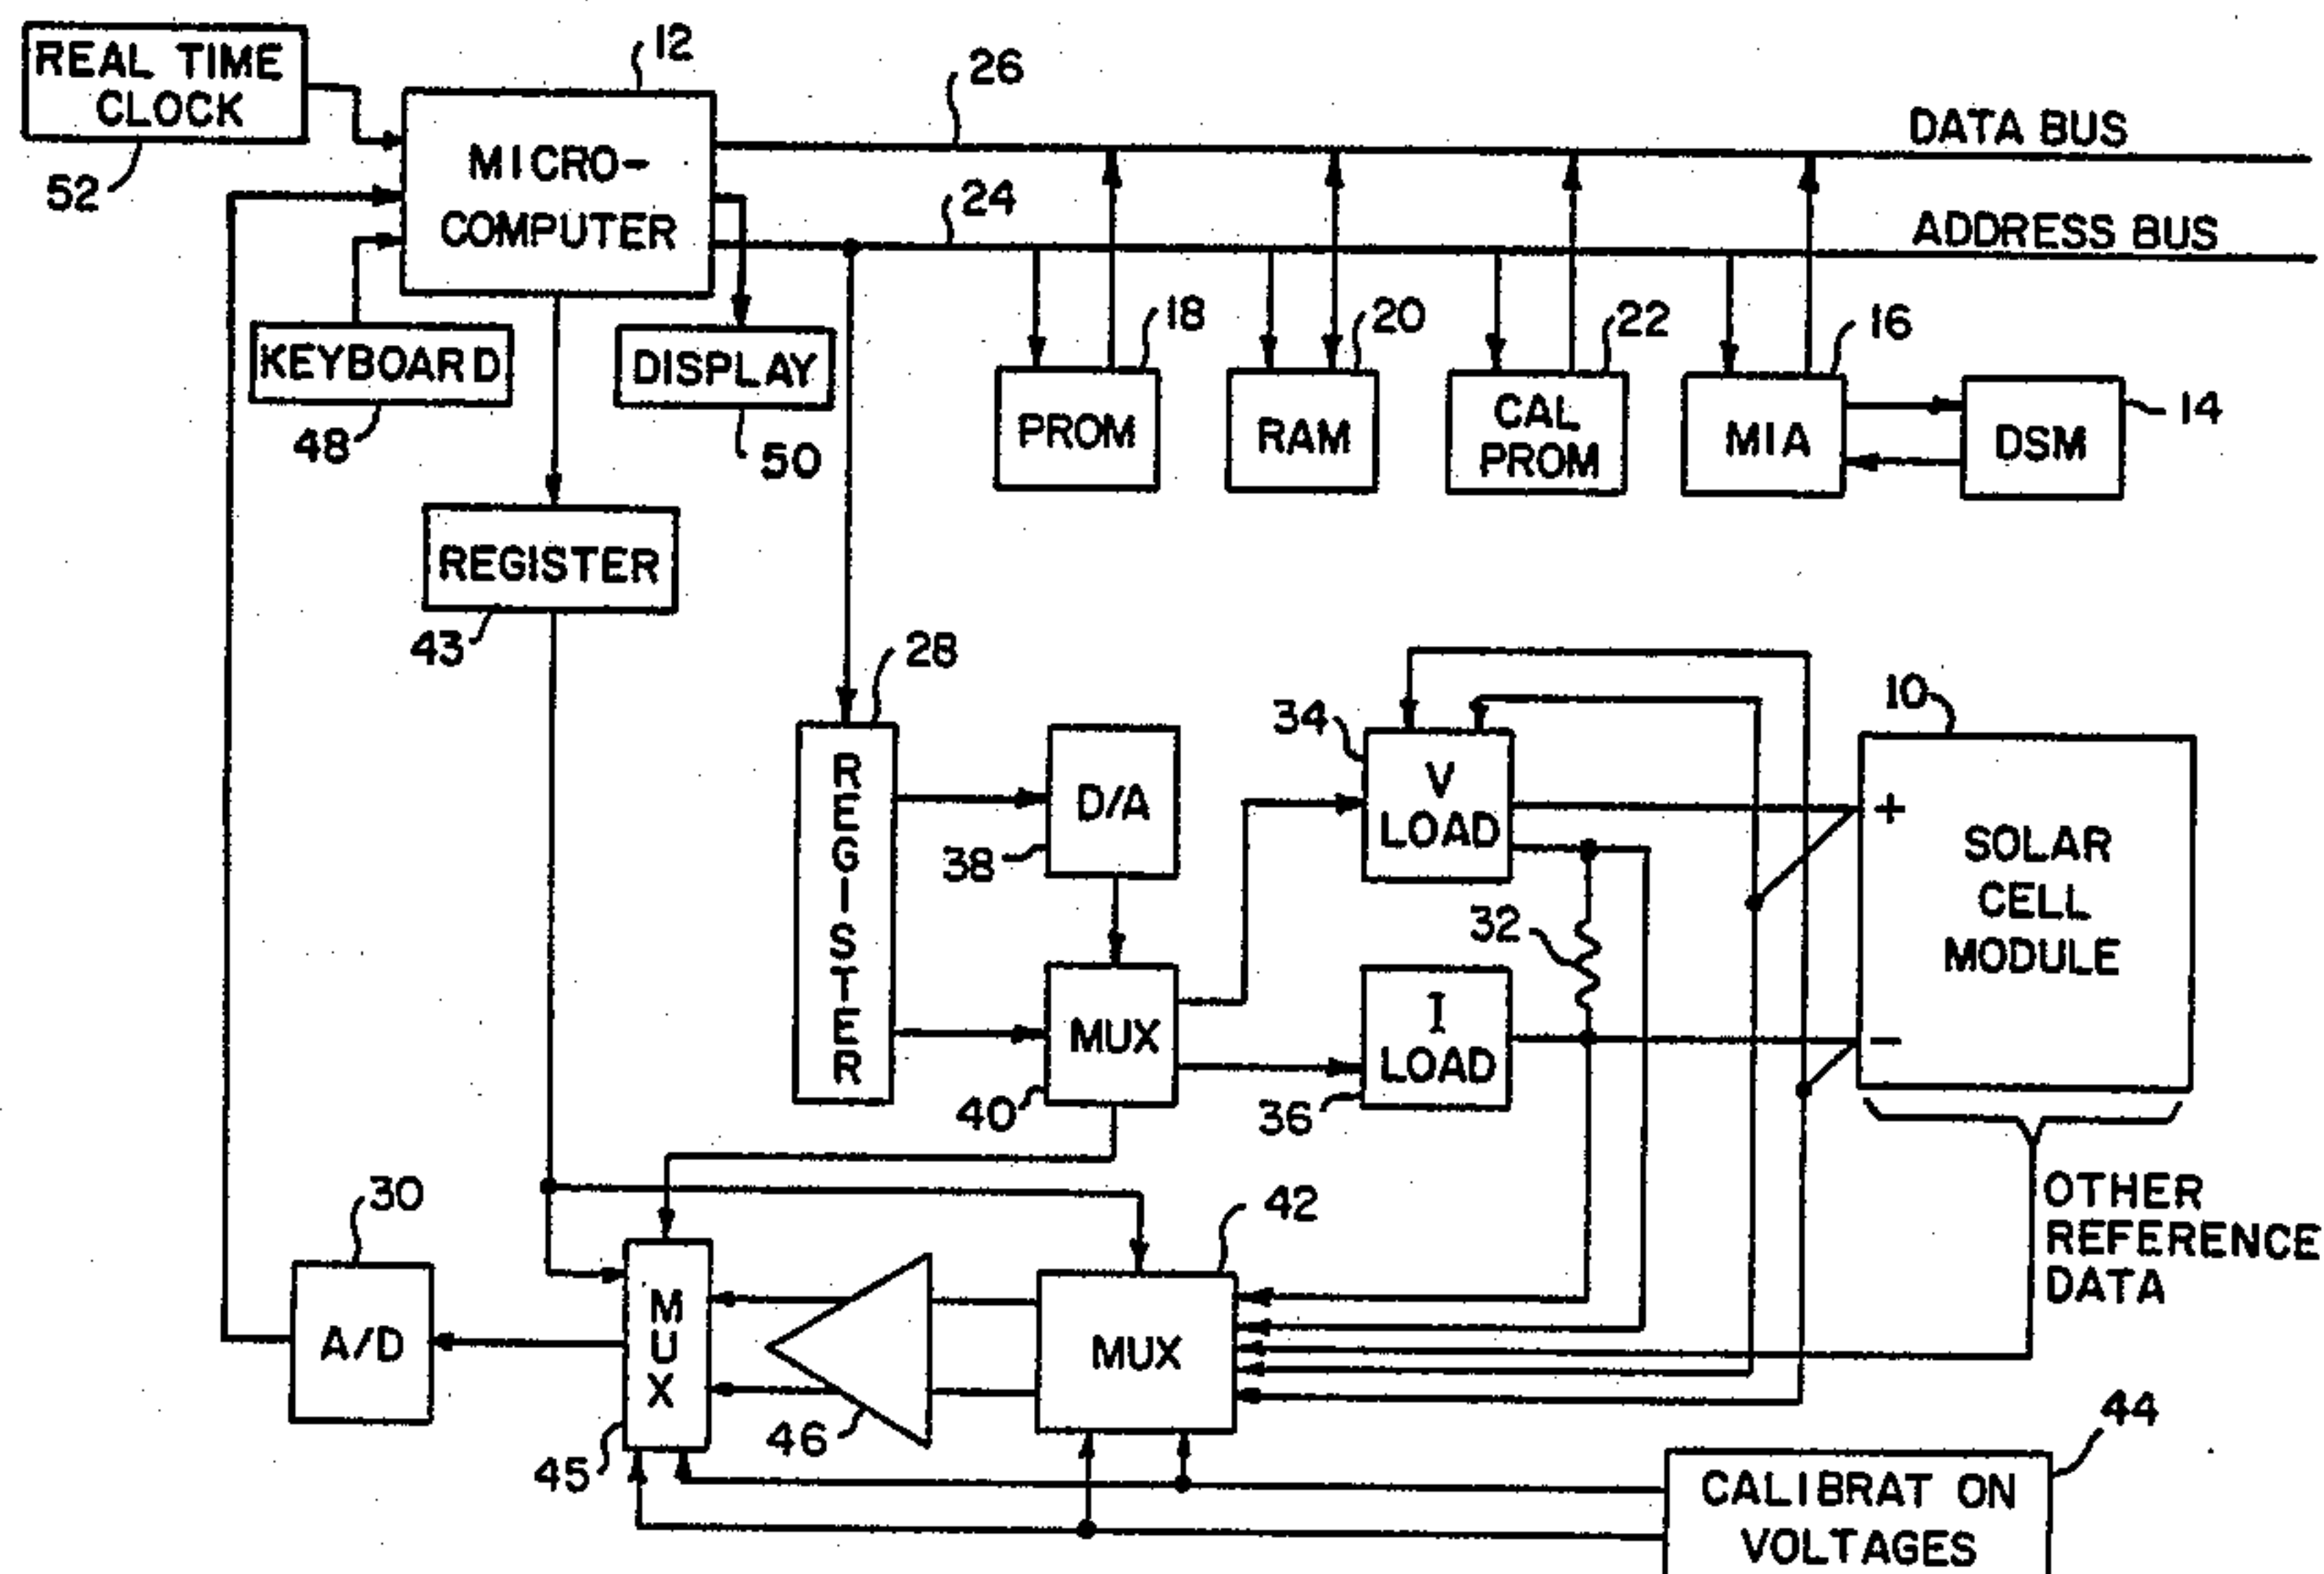 REAL TIME
CLOCK
52
12
MICRO-
COMPUTER
26
DATA BUS
24
ADDRESS BUS
KEYBOARD
48
DISPLAY
50
18
PROM
20
RAM
22
CAL
PROM
16
MIA
14
DSM
REGISTER
43
28
REGISTER
D/A
38
34
V
LOAD
10
+
SOLAR
CELL
MODULE
-
32
MUX
40
I
LOAD
36
OTHER
REFERENCE
DATA
30
A/D
MUX
45
46
42
MUX
44
CALIBRAT ON
VOLTAGES